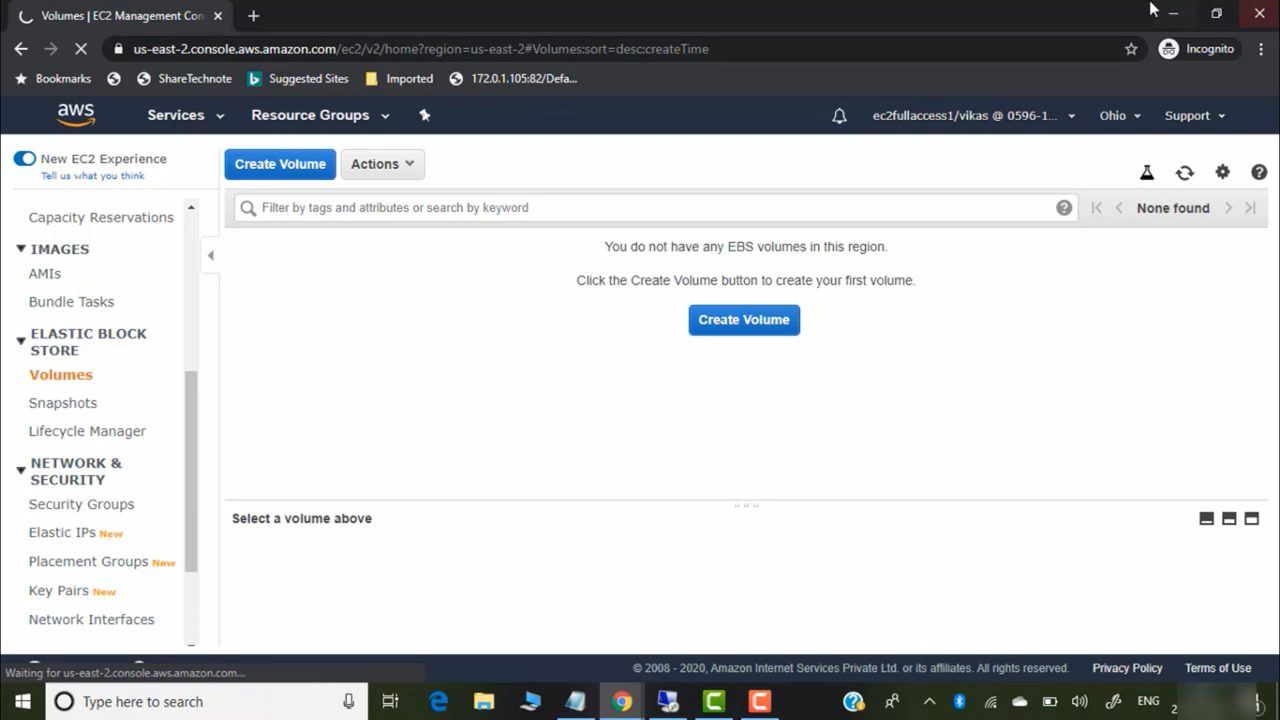 Volumes | EC2 Management Con
us-east-2.console.aws.amazon.com/ec2/v2/home?region=us-east-2#Volumes:sort=desc:createTime
Incognito
Bookmarks
ShareTechnote
Suggested Sites
Imported
172.0.1.105:82/Defa...
aws
Services
Resource Groups
ec2fullaccess1/vikas @ 0596-1...
Ohio
Support
New EC2 Experience
Tell us what you think
Capacity Reservations
IMAGES
AMIs
Bundle Tasks
ELASTIC BLOCK
STORE
Volumes
Snapshots
Lifecycle Manager
NETWORK &
SECURITY
Security Groups
Elastic IPs New
Placement Groups New
Key Pairs New
Network Interfaces
Create Volume
Actions
Filter by tags and attributes or search by keyword
None found
You do not have any EBS volumes in this region.
Click the Create Volume button to create your first volume.
Create Volume
Select a volume above
Waiting for us-east-2.console.aws.amazon.com...
© 2008 - 2020, Amazon Internet Services Private Ltd. or its affiliates. All rights reserved.
Privacy Policy
Terms of Use
Type here to search
ENG
2